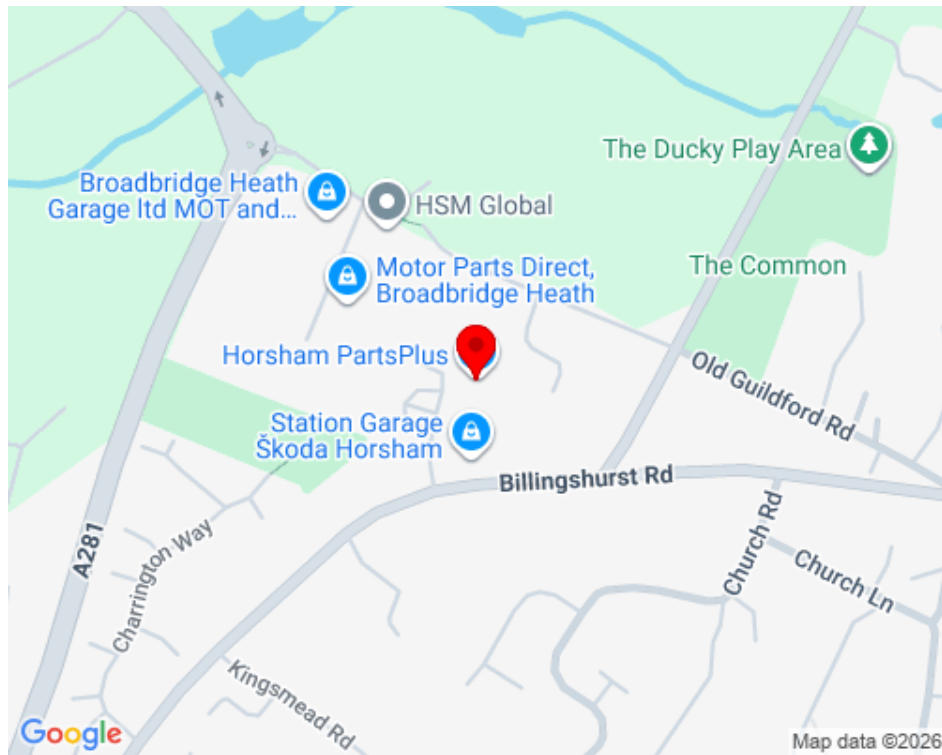 The Ducky Play Area
Broadbridge Heath
Garage ltd MOT and...
HSM Global
Motor Parts Direct,
Broadbridge Heath
The Common
Horsham PartsPlus
Old Guildford Rd
Station Garage
Škoda Horsham
Billingshurst Rd
A281
Charrington Way
Church Rd
Church Ln
Kingsmead Rd
Google
Map data ©2026